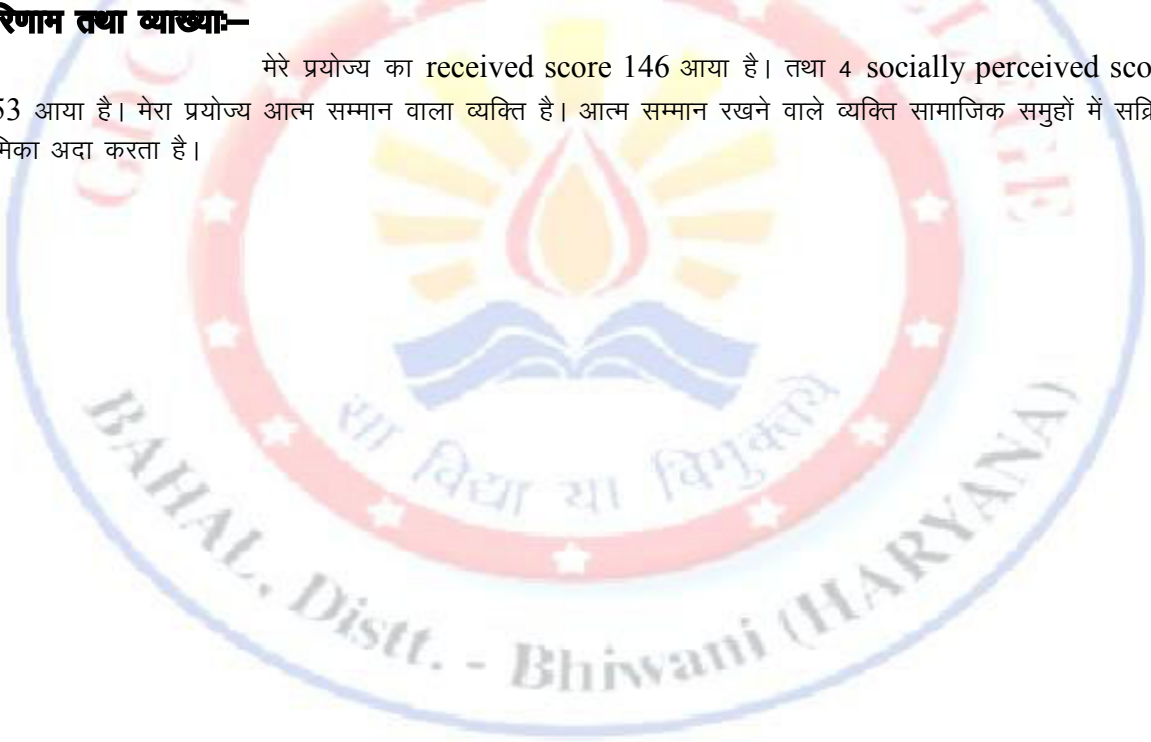 रिणाम तथा व्याख्याः–
मेरे प्रयोज्य का received score 146 आया है। तथा 4 socially perceived sco
53 आया है। मेरा प्रयोज्य आत्म सम्मान वाला व्यक्ति है। आत्म सम्मान रखने वाले व्यक्ति सामाजिक समुहों में सक्रि
मिका अदा करता है।
सा विद्या या विमुक्तये
BAHAL, Distt. - Bhiwani (HARYANA)